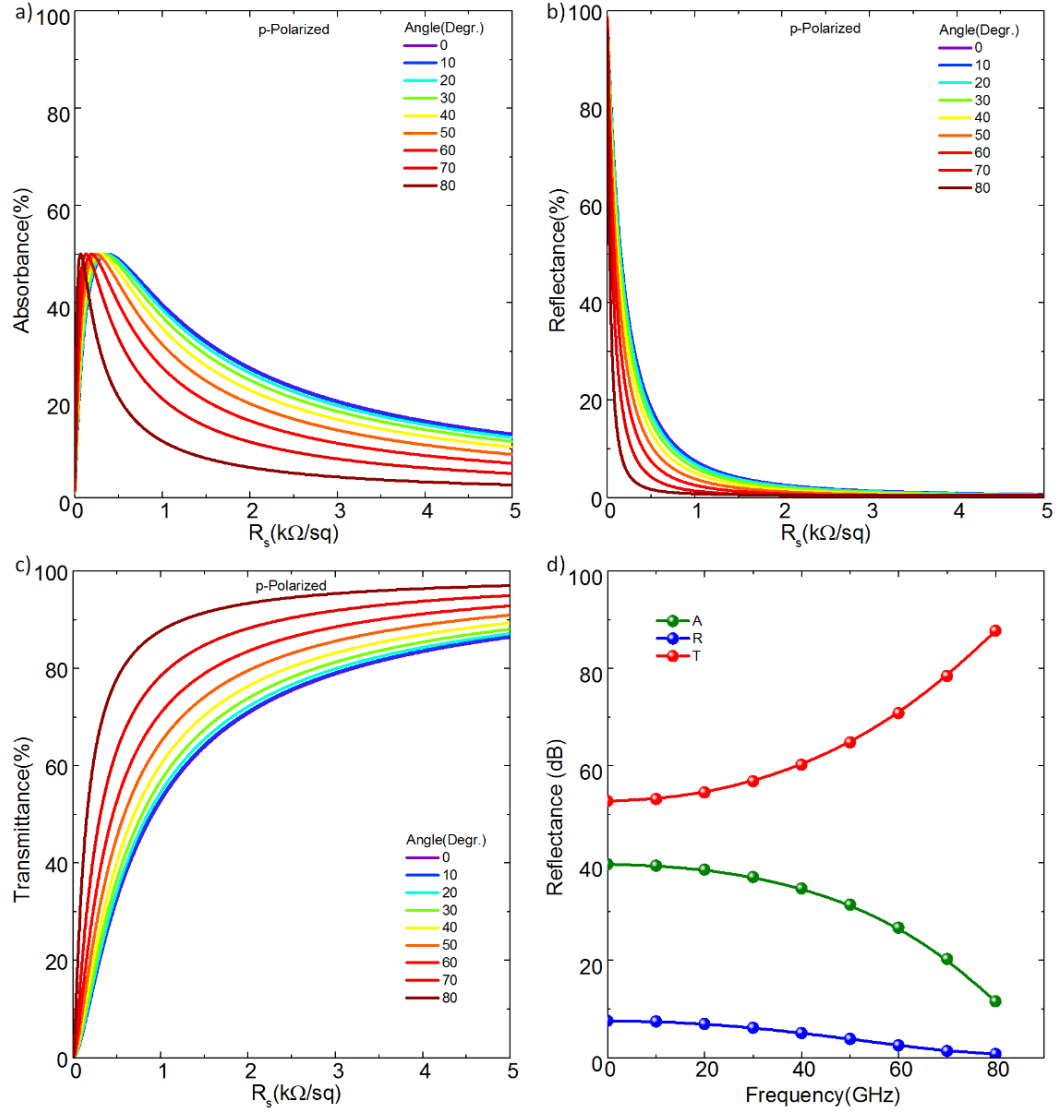 a)
100
80
60
40
20
0
Absorbance(%)
p-Polarized
Angle(Degr.)
0
10
20
30
40
50
60
70
80
0 1 2 3 4 5
Rₛ(kΩ/sq)
b)
100
80
60
40
20
0
Reflectance(%)
p-Polarized
Angle(Degr.)
0
10
20
30
40
50
60
70
80
0 1 2 3 4 5
Rₛ(kΩ/sq)
c)
100
80
60
40
20
0
Transmittance(%)
p-Polarized
Angle(Degr.)
0
10
20
30
40
50
60
70
80
0 1 2 3 4 5
Rₛ(kΩ/sq)
d)
100
80
60
40
20
0
Reflectance (dB)
A
R
T
0 20 40 60 80
Frequency(GHz)